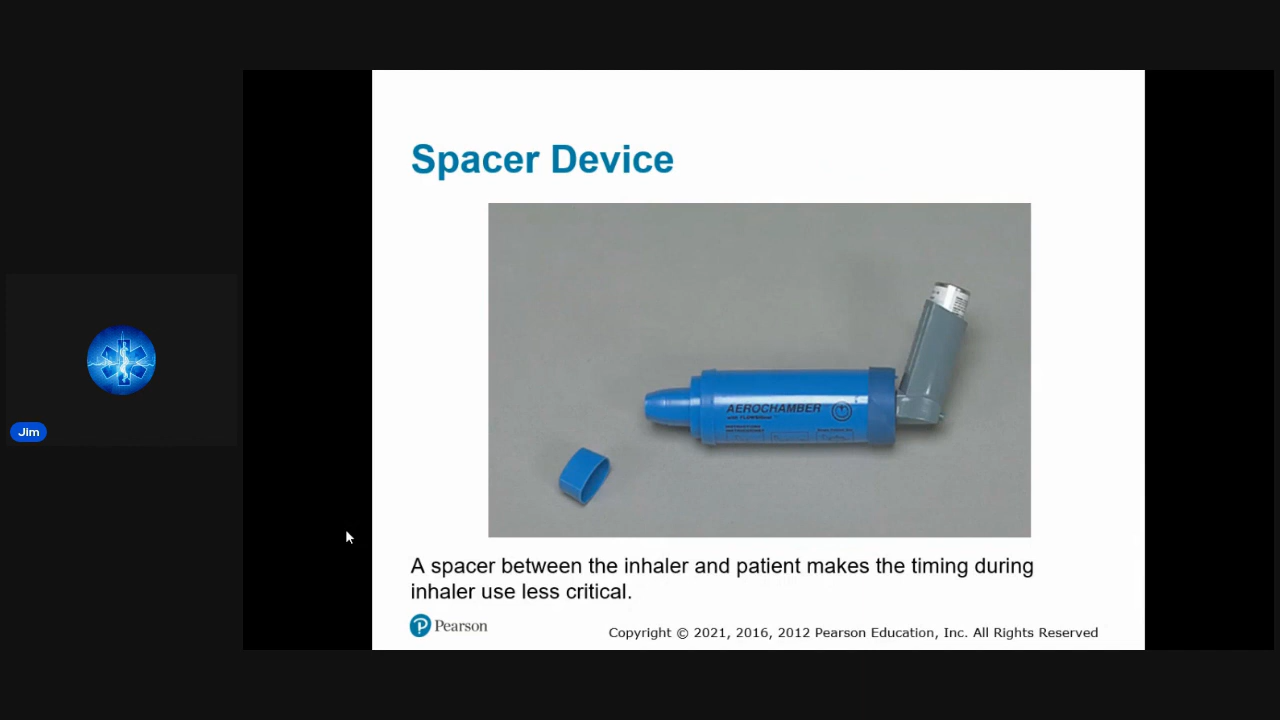 Spacer Device
AEROCHAMBER
A spacer between the inhaler and patient makes the timing during
inhaler use less critical.
Pearson
Copyright © 2021, 2016, 2012 Pearson Education, Inc. All Rights Reserved
Jim